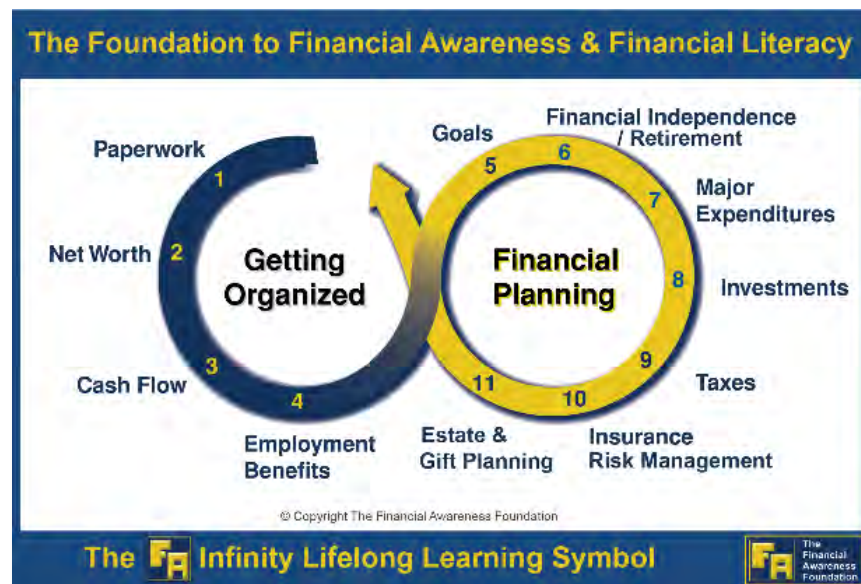 The Foundation to Financial Awareness & Financial Literacy
Paperwork
1
Net Worth
2
Cash Flow
3
Employment
Benefits
4
Getting
Organized
Goals
5
Financial Independence
/ Retirement
6
Major
Expenditures
7
Investments
8
Taxes
9
Insurance
Risk Management
10
Estate &
Gift Planning
11
Financial
Planning
© Copyright The Financial Awareness Foundation
The FA Infinity Lifelong Learning Symbol
FA
The
Financial
Awareness
Foundation